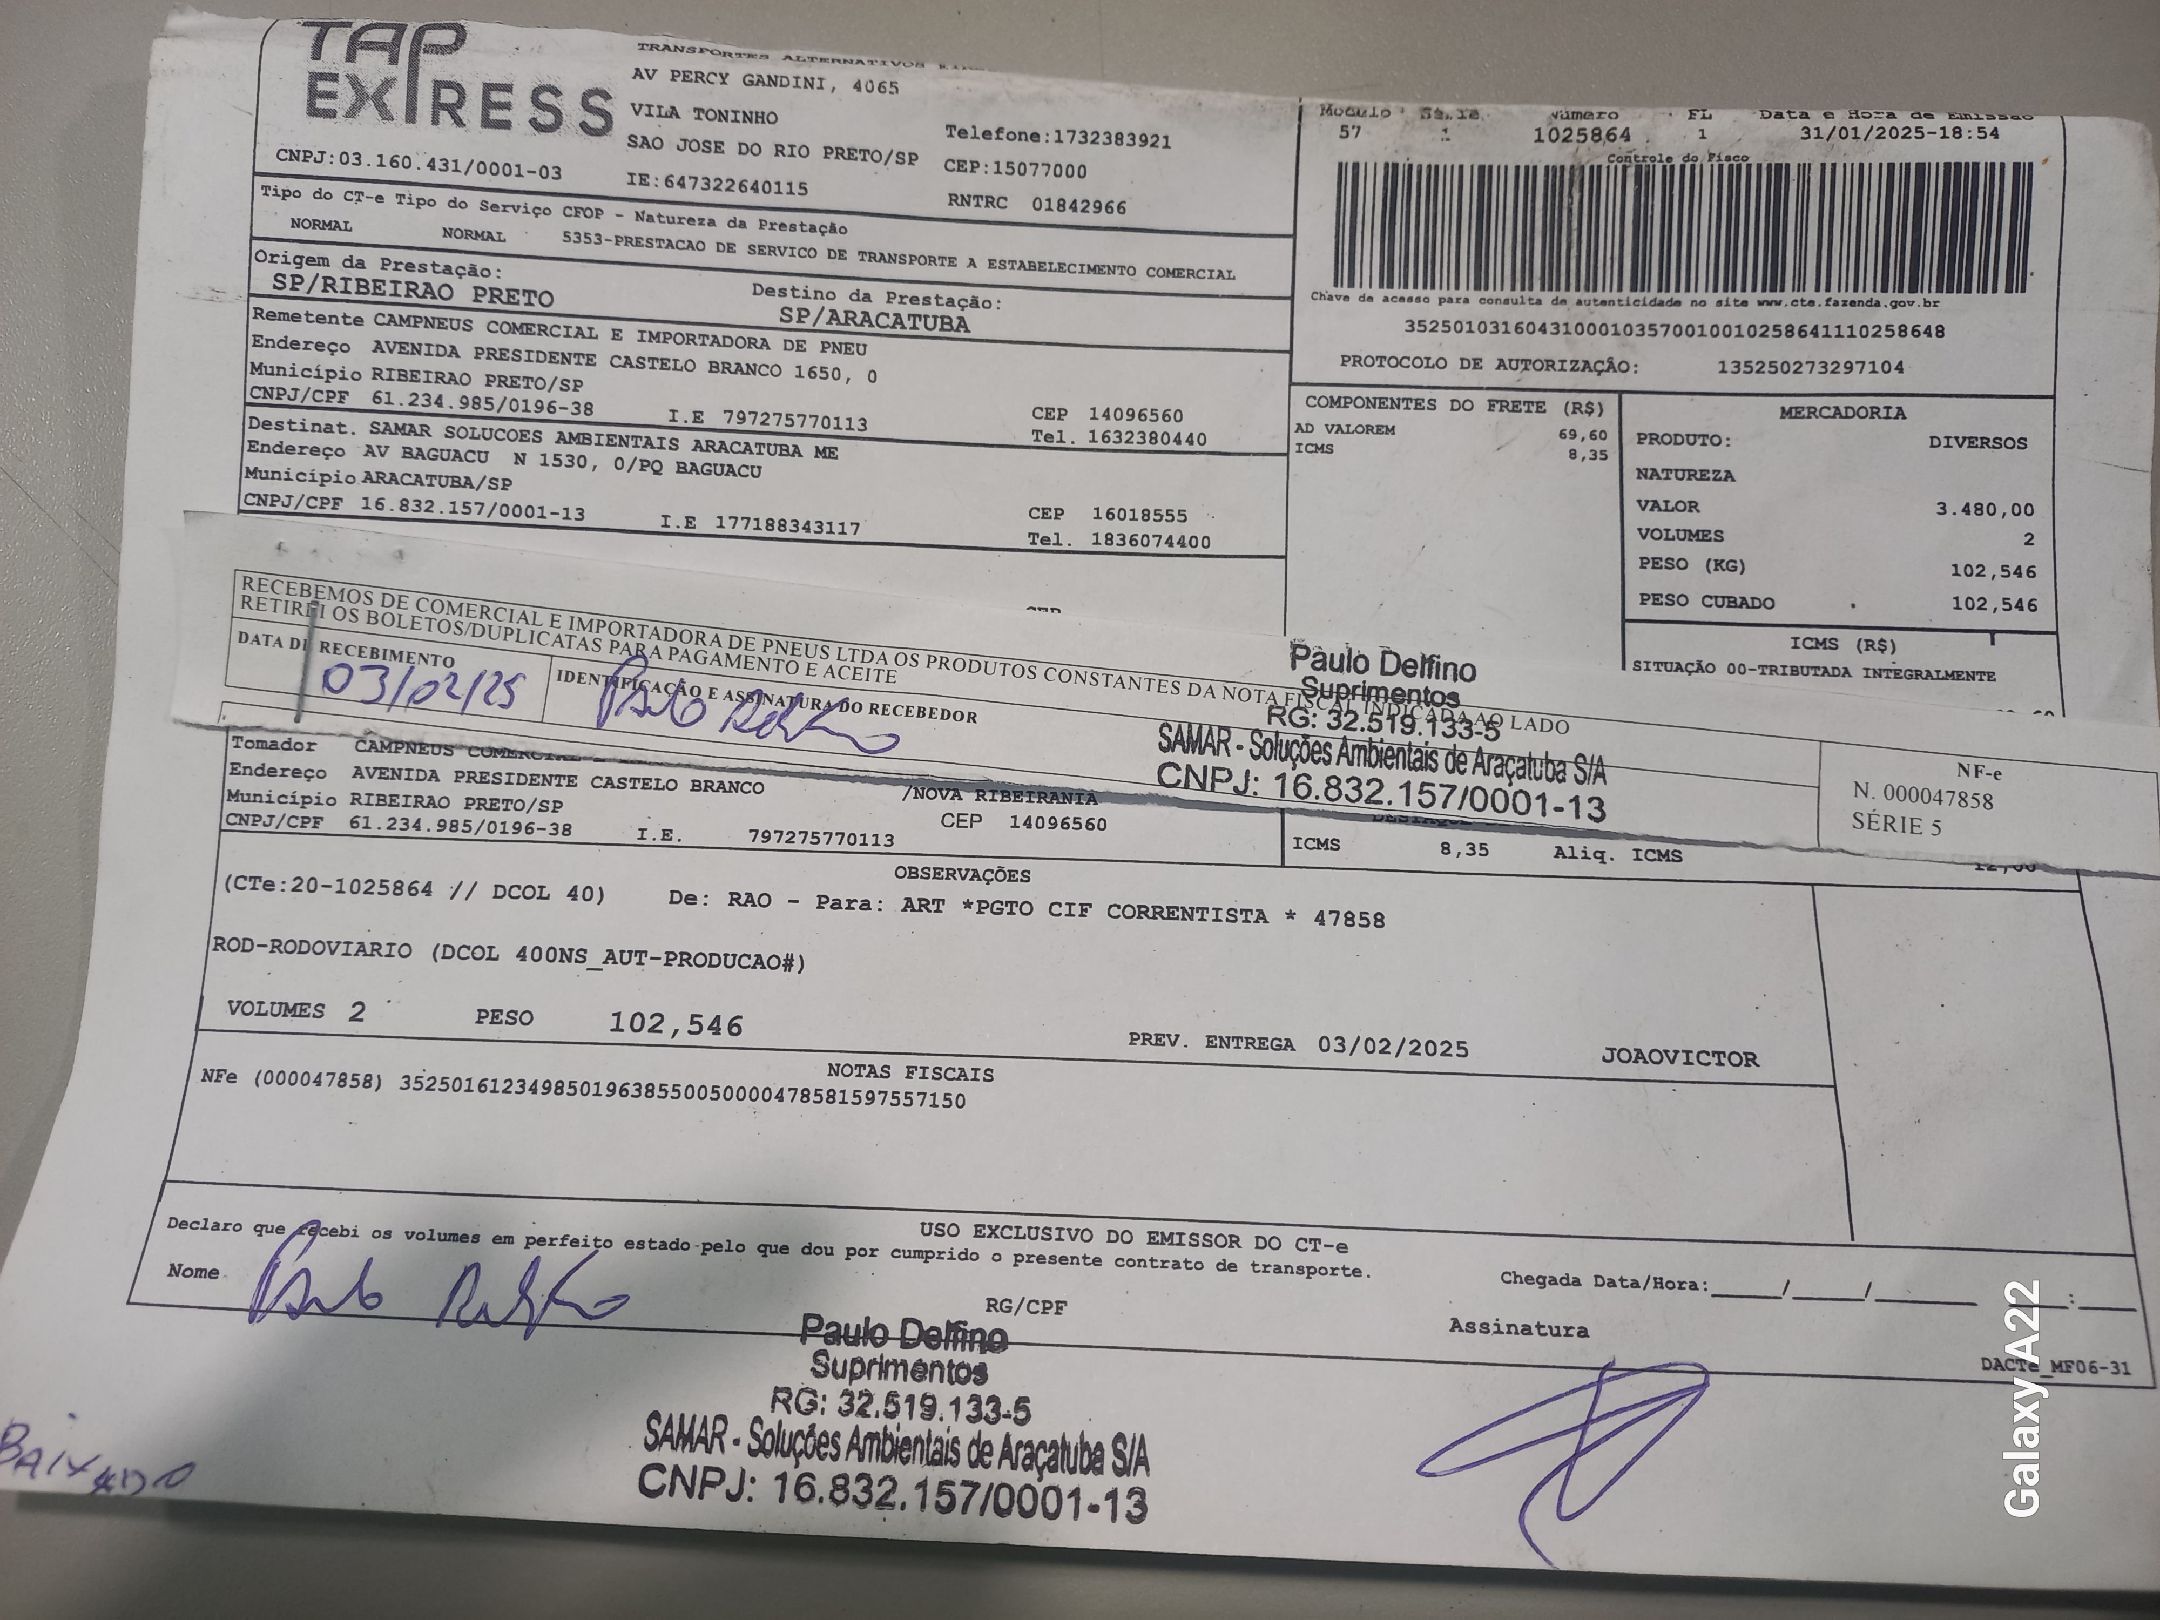 TAP EXPRESS
TRANSPORTES ALTERNATIVOS
AV PERCY GANDINI, 4065
VILA TONINHO
SAO JOSE DO RIO PRETO/SP
IE:647322640115
Telefone:1732383921
CEP:15077000
RNTRC 01842966
CNPJ:03.160.431/0001-03
Modulo Série Número FL Data e Hora de Emissao
57 1 1025864 1 31/01/2025-18:54
Controle do Fisco
Chave de acesso para consulta de autenticidade no site www.cte.fazenda.gov.br
35250103160431000103570010010258641110258648
PROTOCOLO DE AUTORIZAÇÃO: 135250273297104
Tipo do CT-e Tipo do Serviço CFOP - Natureza da Prestação
NORMAL NORMAL 5353-PRESTACAO DE SERVICO DE TRANSPORTE A ESTABELECIMENTO COMERCIAL
Origem da Prestação: Destino da Prestação:
SP/RIBEIRAO PRETO SP/ARACATUBA
Remetente CAMPNEUS COMERCIAL E IMPORTADORA DE PNEU
Endereço AVENIDA PRESIDENTE CASTELO BRANCO 1650, 0
Município RIBEIRAO PRETO/SP CEP 14096560
CNPJ/CPF 61.234.985/0196-38 I.E 797275770113 Tel. 1632380440
Destinat. SAMAR SOLUCOES AMBIENTAIS ARACATUBA ME
Endereço AV BAGUACU N 1530, 0/PQ BAGUACU
Município ARACATUBA/SP CEP 16018555
CNPJ/CPF 16.832.157/0001-13 I.E 177188343117 Tel. 1836074400
COMPONENTES DO FRETE (R$)
AD VALOREM 69,60
ICMS 8,35
MERCADORIA
PRODUTO: DIVERSOS
NATUREZA
VALOR 3.480,00
VOLUMES 2
PESO (KG) 102,546
PESO CUBADO 102,546
ICMS (R$)
SITUAÇÃO 00-TRIBUTADA INTEGRALMENTE
RECEBEMOS DE COMERCIAL E IMPORTADORA DE PNEUS LTDA OS PRODUTOS CONSTANTES DA NOTA FISCAL INDICADA AO LADO
RETIREI OS BOLETOS/DUPLICATAS PARA PAGAMENTO E ACEITE
DATA DE RECEBIMENTO IDENTIFICAÇÃO E ASSINATURA DO RECEBEDOR
03/02/25 Paulo Delfino
Paulo Delfino
Suprimentos
RG: 32.519.133-5
SAMAR - Soluções Ambientais de Araçatuba S/A
CNPJ: 16.832.157/0001-13
NF-e
N. 000047858
SÉRIE 5
Tomador CAMPNEUS COMERCIAL E
Endereço AVENIDA PRESIDENTE CASTELO BRANCO /NOVA RIBEIRANIA
Município RIBEIRAO PRETO/SP CEP 14096560
CNPJ/CPF 61.234.985/0196-38 I.E. 797275770113
ICMS 8,35 Aliq. ICMS 12,00
OBSERVAÇÕES
(CTe:20-1025864 // DCOL 40) De: RAO - Para: ART *PGTO CIF CORRENTISTA * 47858
ROD-RODOVIARIO (DCOL 400NS_AUT-PRODUCAO#)
VOLUMES 2 PESO 102,546 PREV. ENTREGA 03/02/2025 JOAOVICTOR
NOTAS FISCAIS
NFe (000047858) 35250161234985019638550050000478581597557150
USO EXCLUSIVO DO EMISSOR DO CT-e
Declaro que recebi os volumes em perfeito estado pelo que dou por cumprido o presente contrato de transporte.
Nome Paulo Delfino RG/CPF
Chegada Data/Hora:_____/_____/_______ ____:____
Assinatura
DACTe_MF06-31
Paulo Delfino
Suprimentos
RG: 32.519.133-5
SAMAR - Soluções Ambientais de Araçatuba S/A
CNPJ: 16.832.157/0001-13
BAIXADO
Galaxy A22